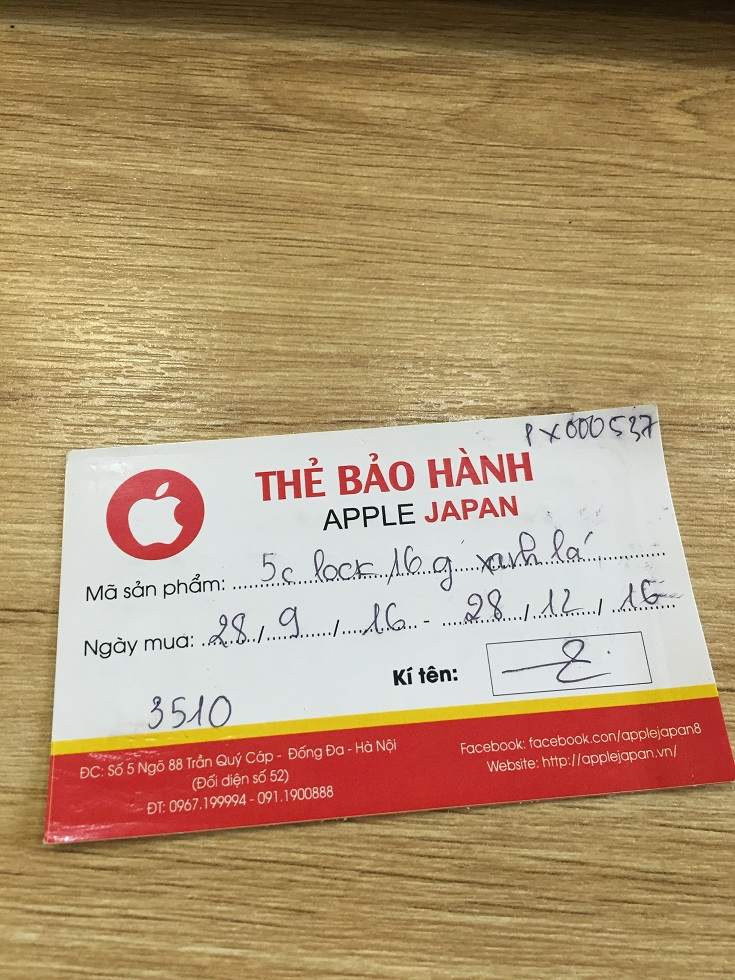 PX000537
THẺ BẢO HÀNH
APPLE JAPAN
Mã sản phẩm: 5c lock 16 g xanh lá
Ngày mua: 28 / 9 / 16 - 28 / 12 / 16
Kí tên:
3510
ĐC: Số 5 Ngõ 88 Trần Quý Cáp - Đống Đa - Hà Nội
(Đối diện số 52)
ĐT: 0967.199994 - 091.1900888
Facebook: facebook.con/applejapan8
Website: http://applejapan.vn/